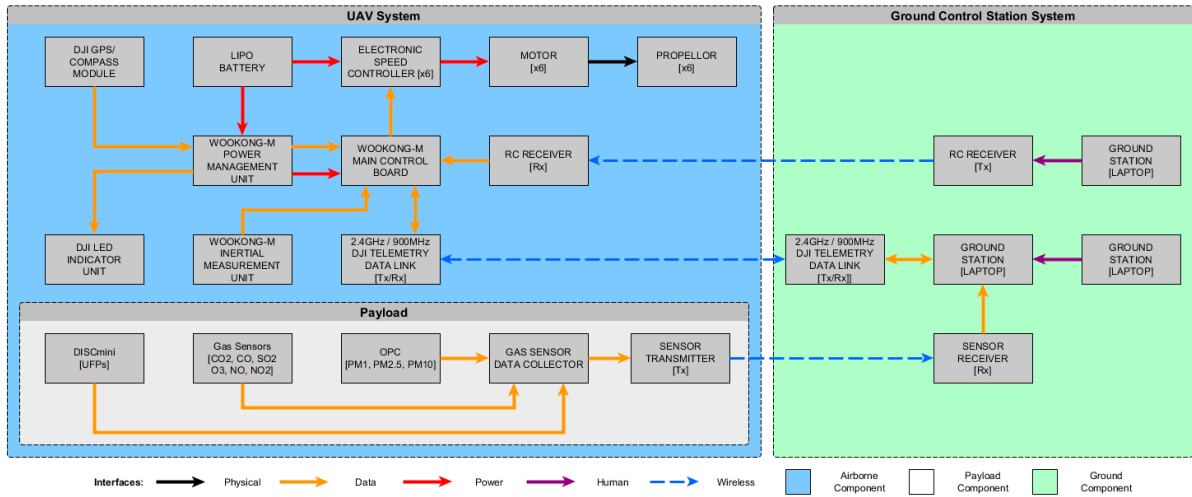 UAV System
DJI GPS/
COMPASS
MODULE
LIPO
BATTERY
ELECTRONIC
SPEED
CONTROLLER [x6]
MOTOR
[x6]
PROPELLOR
[x6]
WOOKONG-M
POWER
MANAGEMENT
UNIT
WOOKONG-M
MAIN CONTROL
BOARD
RC RECEIVER
[Rx]
DJI LED
INDICATOR
UNIT
WOOKONG-M
INERTIAL
MEASUREMENT
UNIT
2.4GHz / 900MHz
DJI TELEMETRY
DATA LINK
[Tx/Rx]
Payload
DISCmini
[UFPs]
Gas Sensors
[CO2, CO, SO2
O3, NO, NO2]
OPC
[PM1, PM2.5, PM10]
GAS SENSOR
DATA COLLECTOR
SENSOR
TRANSMITTER
[Tx]
Ground Control Station System
RC RECEIVER
[Tx]
GROUND
STATION
[LAPTOP]
2.4GHz / 900MHz
DJI TELEMETRY
DATA LINK
[Tx/Rx]]
GROUND
STATION
[LAPTOP]
GROUND
STATION
[LAPTOP]
SENSOR
RECEIVER
[Rx]
Interfaces:
Physical
Data
Power
Human
Wireless
Airborne
Component
Payload
Component
Ground
Component